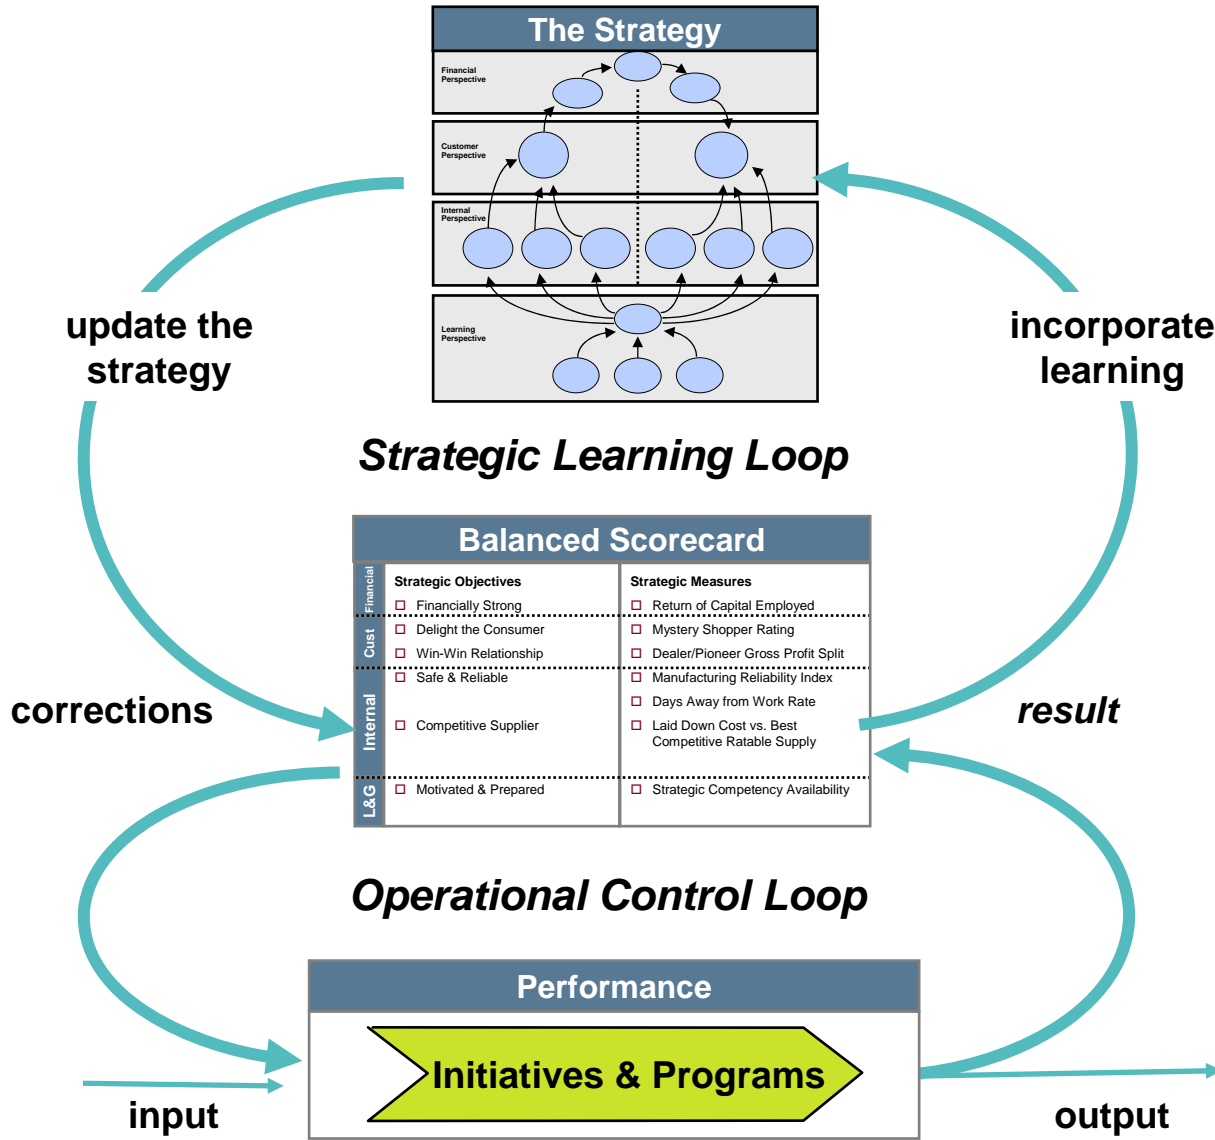 The Strategy
Financial
Perspective
Customer
Perspective
Internal
Perspective
Learning
Perspective
update the
strategy
incorporate
learning
Strategic Learning Loop
Balanced Scorecard
Financial
Strategic Objectives
Strategic Measures
Financially Strong
Return of Capital Employed
Cust
Delight the Consumer
Mystery Shopper Rating
Win-Win Relationship
Dealer/Pioneer Gross Profit Split
Internal
Safe & Reliable
Manufacturing Reliability Index
Days Away from Work Rate
Competitive Supplier
Laid Down Cost vs. Best
Competitive Ratable Supply
L&G
Motivated & Prepared
Strategic Competency Availability
corrections
result
Operational Control Loop
Performance
Initiatives & Programs
input
output